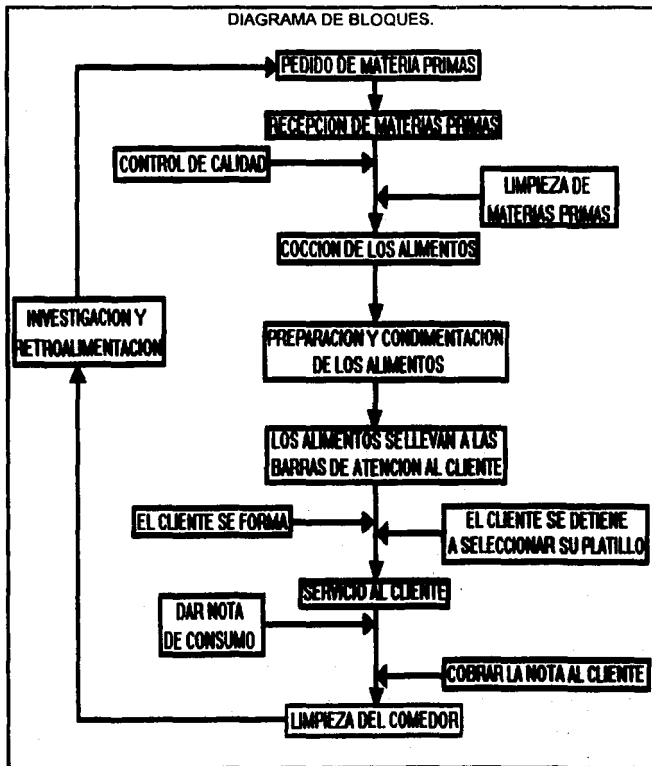 DIAGRAMA DE BLOQUES.
PEDIDO DE MATERIA PRIMAS
RECEPCION DE MATERIAS PRIMAS
CONTROL DE CALIDAD
LIMPIEZA DE
MATERIAS PRIMAS
COCCION DE LOS ALIMENTOS
INVESTIGACION Y
RETROALIMENTACION
PREPARACION Y CONDIMENTACION
DE LOS ALIMENTOS
LOS ALIMENTOS SE LLEVAN A LAS
BARRAS DE ATENCION AL CLIENTE
EL CLIENTE SE FORMA
EL CLIENTE SE DETIENE
A SELECCIONAR SU PLATILLO
SERVICIO AL CLIENTE
DAR NOTA
DE CONSUMO
COBRAR LA NOTA AL CLIENTE
LIMPIEZA DEL COMEDOR